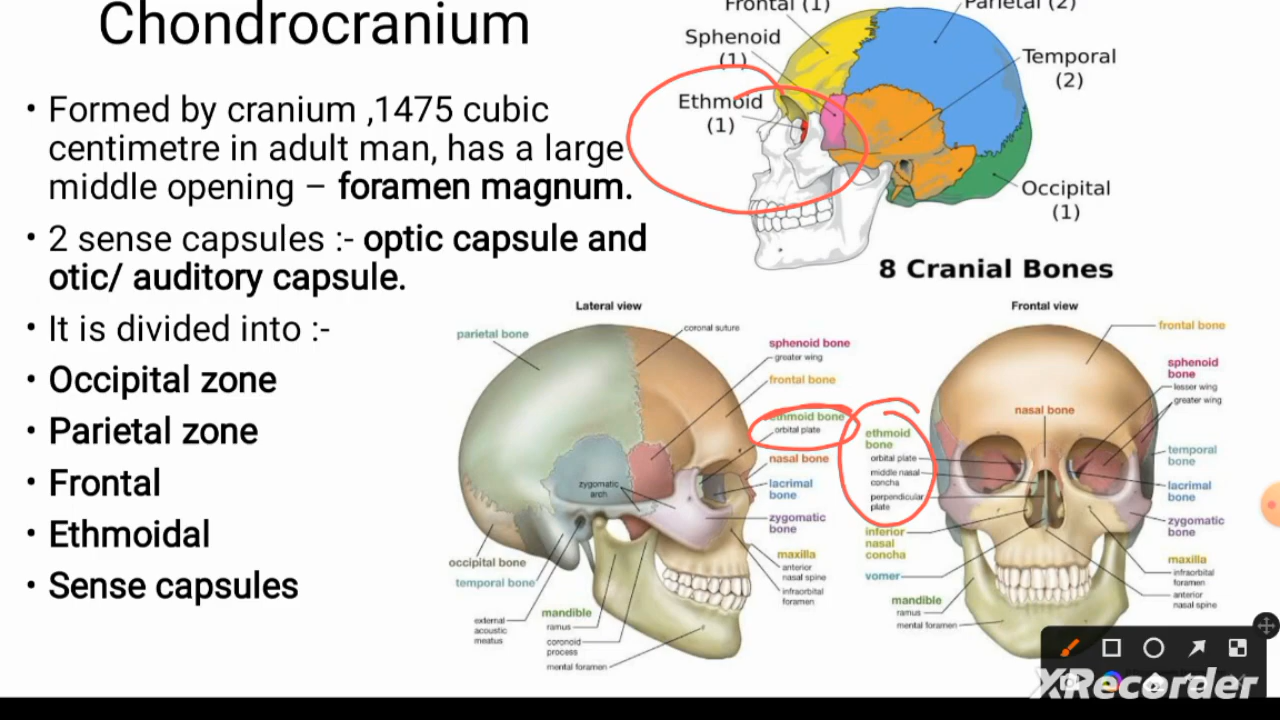 Chondrocranium
• Formed by cranium ,1475 cubic
centimetre in adult man, has a large
middle opening – foramen magnum.
• 2 sense capsules :- optic capsule and
otic/ auditory capsule.
• It is divided into :-
• Occipital zone
• Parietal zone
• Frontal
• Ethmoidal
• Sense capsules
Frontal (1)
Parietal (2)
Sphenoid
(1)
Temporal
(2)
Ethmoid
(1)
Occipital
(1)
8 Cranial Bones
Lateral view
parietal bone
coronal suture
sphenoid bone
greater wing
frontal bone
ethmoid bone
orbital plate
nasal bone
lacrimal
bone
zygomatic
bone
zygomatic
arch
maxilla
anterior
nasal spine
infraorbital
foramen
occipital bone
temporal bone
external
acoustic
meatus
mandible
ramus
coronoid
process
mental foramen
Frontal view
frontal bone
sphenoid
bone
lesser wing
greater wing
nasal bone
ethmoid
bone
orbital plate
middle nasal
concha
perpendicular
plate
temporal
bone
lacrimal
bone
zygomatic
bone
inferior
nasal
concha
vomer
maxilla
infraorbital
foramen
anterior
nasal spine
mandible
ramus
mental foramen
XRecorder